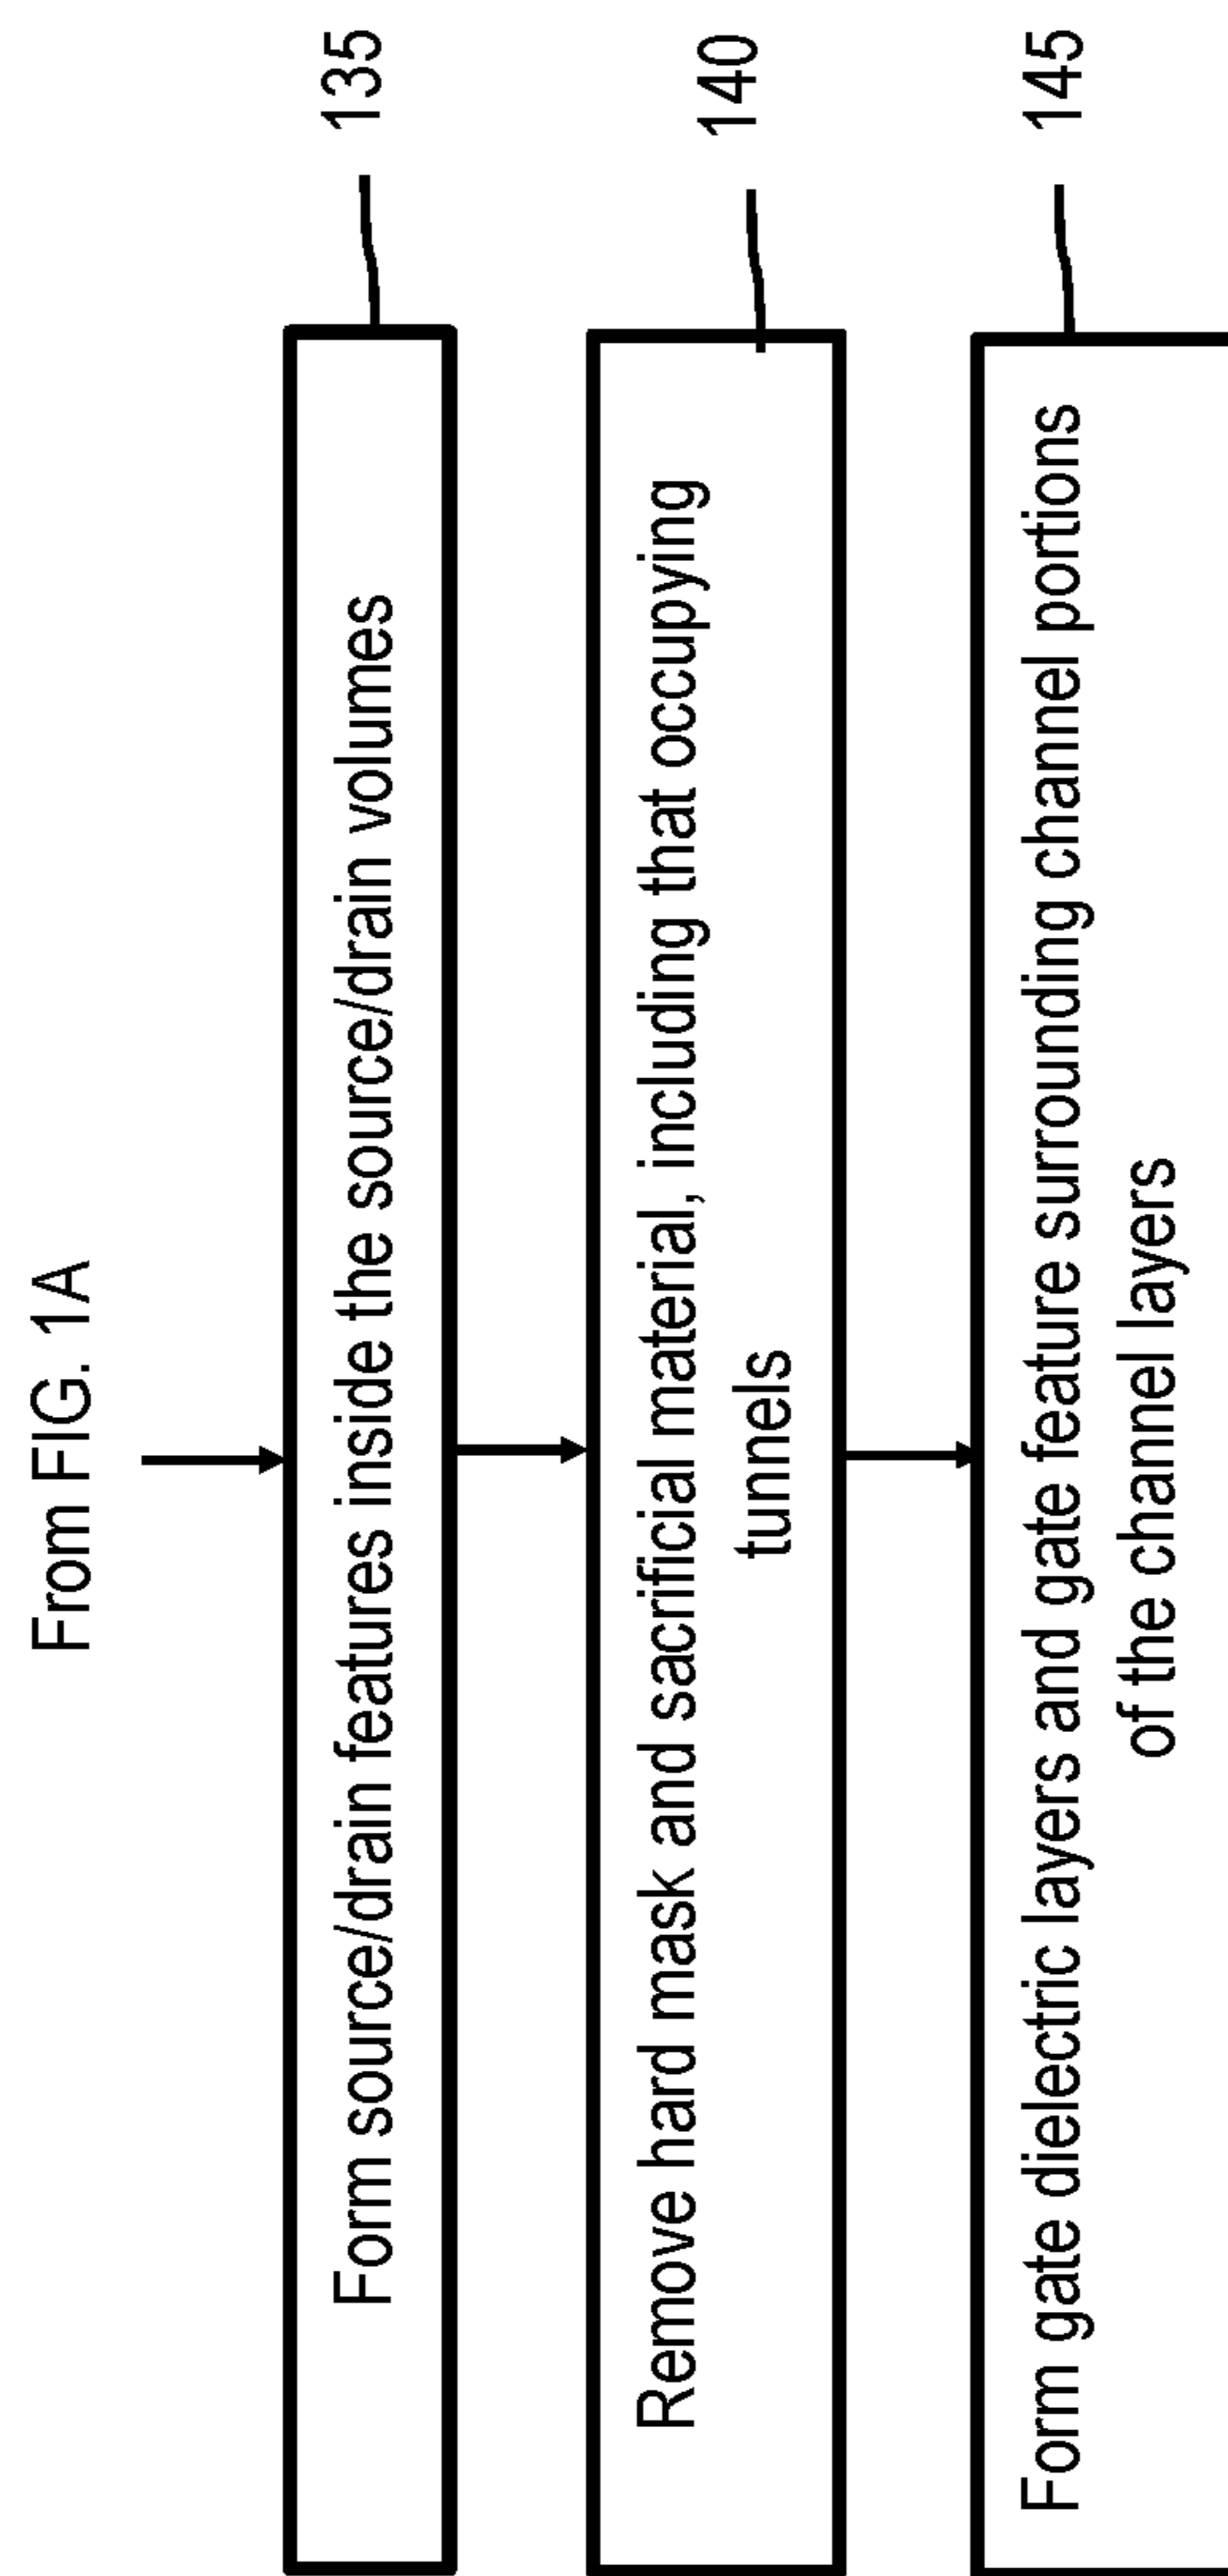 From FIG. 1A
Form source/drain features inside the source/drain volumes
135
Remove hard mask and sacrificial material, including that occupying
tunnels
140
Form gate dielectric layers and gate feature surrounding channel portions
of the channel layers
145